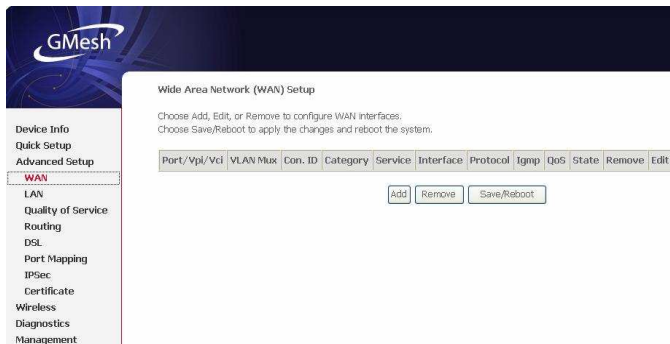 GMesh
Device Info
Quick Setup
Advanced Setup
WAN
LAN
Quality of Service
Routing
DSL
Port Mapping
IPSec
Certificate
Wireless
Diagnostics
Management
Wide Area Network (WAN) Setup
Choose Add, Edit, or Remove to configure WAN interfaces.
Choose Save/Reboot to apply the changes and reboot the system.
Port/Vpi/Vci VLAN Mux Con. ID Category Service Interface Protocol Igmp QoS State Remove Edit
Add Remove Save/Reboot